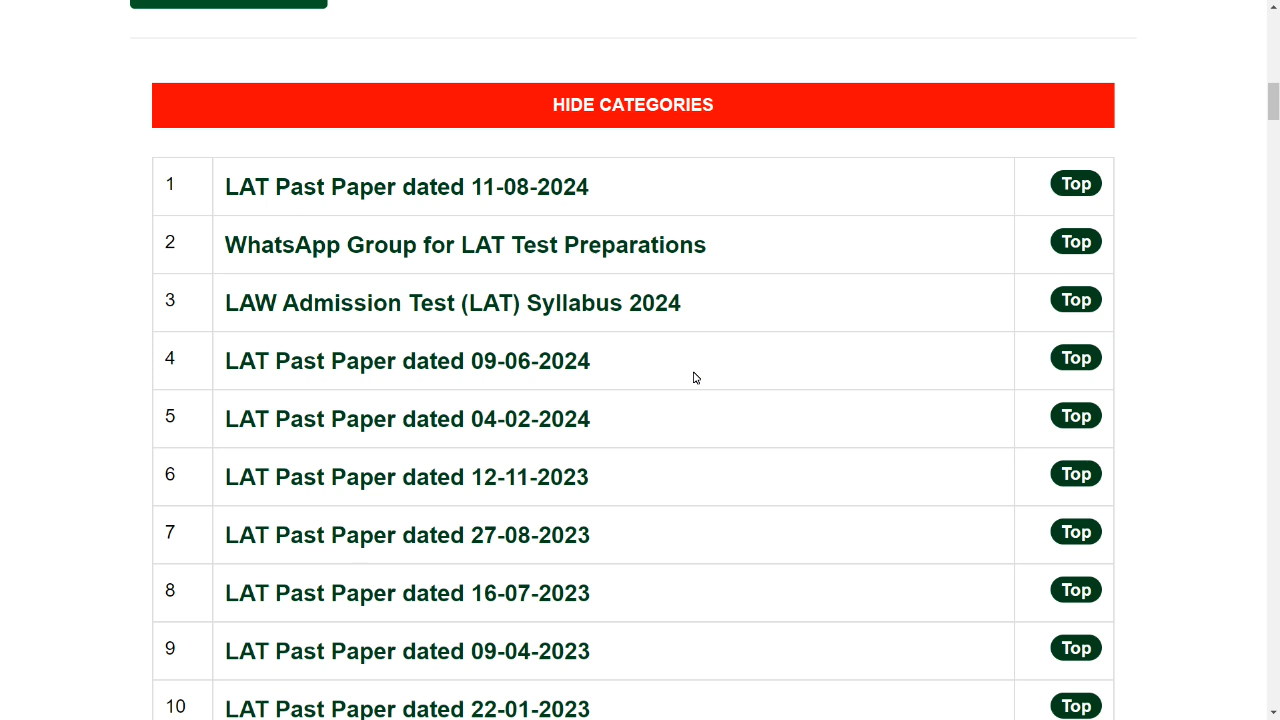 HIDE CATEGORIES
1 LAT Past Paper dated 11-08-2024 Top
2 WhatsApp Group for LAT Test Preparations Top
3 LAW Admission Test (LAT) Syllabus 2024 Top
4 LAT Past Paper dated 09-06-2024 Top
5 LAT Past Paper dated 04-02-2024 Top
6 LAT Past Paper dated 12-11-2023 Top
7 LAT Past Paper dated 27-08-2023 Top
8 LAT Past Paper dated 16-07-2023 Top
9 LAT Past Paper dated 09-04-2023 Top
10 LAT Past Paper dated 22-01-2023 Top